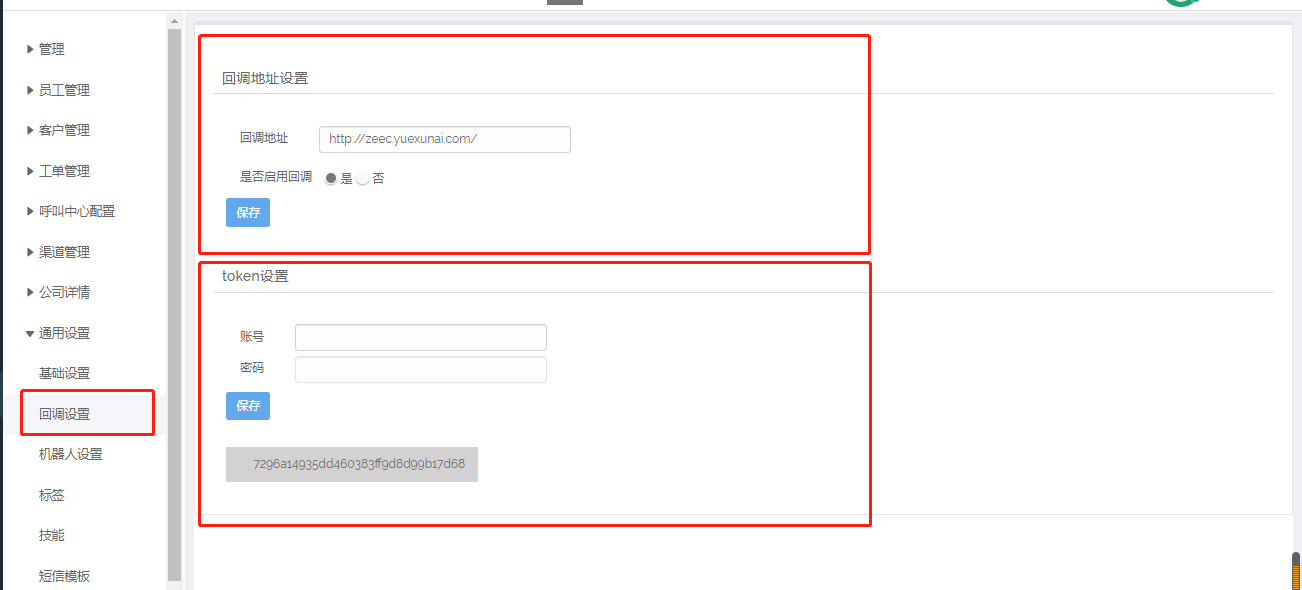 管理
员工管理
客户管理
工单管理
呼叫中心配置
渠道管理
公司详情
通用设置
基础设置
回调设置
机器人设置
标签
技能
短信模板
回调地址设置
回调地址 http://zeec.yuexunai.com/
是否启用回调 是 否
保存
token设置
账号
密码
保存
7296a14935dd460383ff9d8d99b17d68